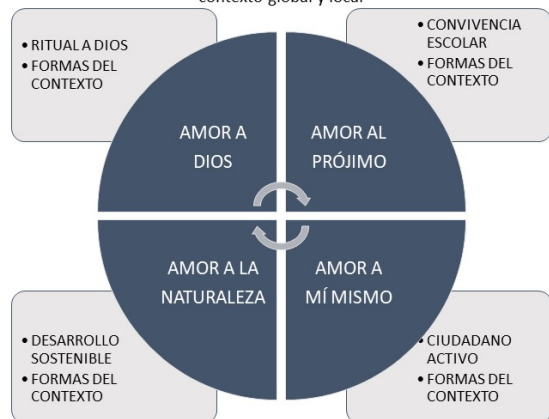 contexto global y local
• RITUAL A DIOS
• FORMAS DEL
CONTEXTO
• CONVIVENCIA
ESCOLAR
• FORMAS DEL
CONTEXTO
AMOR A
DIOS
AMOR AL
PRÓJIMO
AMOR A LA
NATURALEZA
AMOR A
MÍ MISMO
• DESARROLLO
SOSTENIBLE
• FORMAS DEL
CONTEXTO
• CIUDADANO
ACTIVO
• FORMAS DEL
CONTEXTO